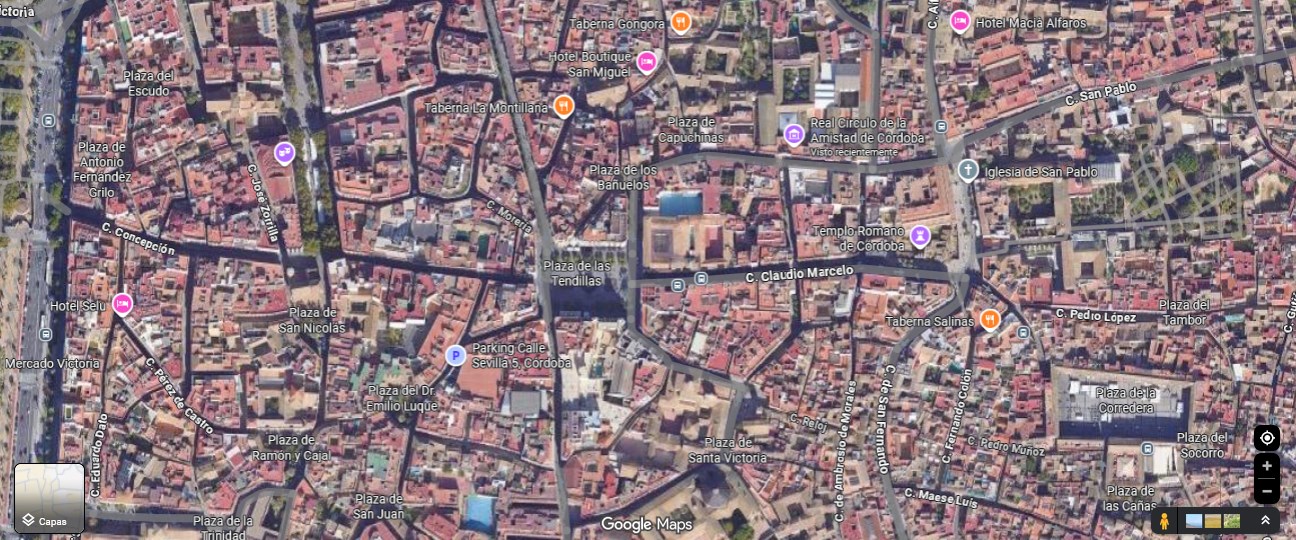 ictoria
Taberna Gongora
C. Al
Hotel Macià Alfaros
Hotel Boutique
San Miguel
Plaza del
Escudo
Taberna La Montillana
C. San Pablo
Plaza de
Capuchinas
Real Círculo de la
Amistad de Córdoba
Visto recientemente
Plaza de
Antonio
Fernández
Grilo
C. José Zorrilla
Plaza de los
Bañuelos
Iglesia de San Pablo
C. Morería
C. Concepción
Templo Romano
de Córdoba
Plaza de las
Tendillas
C. Claudio Marcelo
Hotel Selu
Plaza de
San Nicolás
Taberna Salinas
C. Pedro López
Plaza del
Tambor
C. Guti
Mercado Victoria
P
Parking Calle
Sevilla 5, Cordoba
C. Pérez de Castro
Plaza del Dr.
Emilio Luque
Plaza de la
Corredera
C. Reloj
C. de Ambrosio de Morales
C. de San Fernando
C. Fernando Colón
C. Eduardo Dato
Plaza de
Ramón y Cajal
Plaza de
Santa Victoria
C. Pedro Muñoz
Plaza del
Socorro
Plaza de
San Juan
C. Maese Luis
Plaza de
las Cañas
Capas
Plaza de la
Trinidad
Google Maps